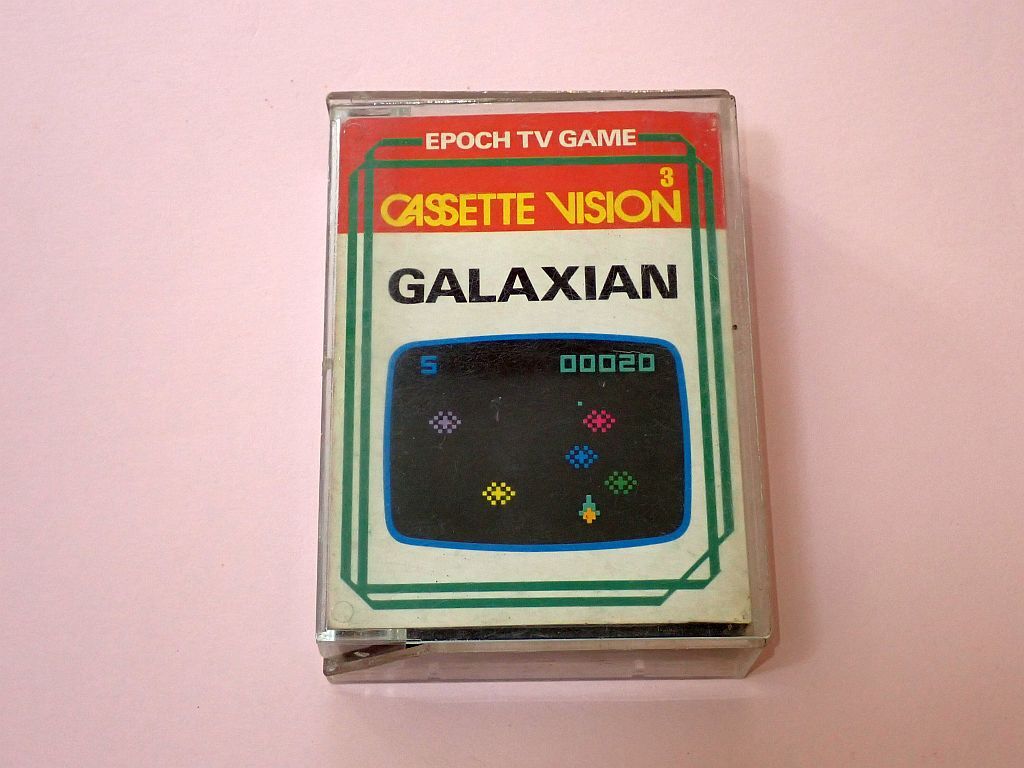 EPOCH TV GAME
3
CASSETTE VISION
GALAXIAN
5 00020